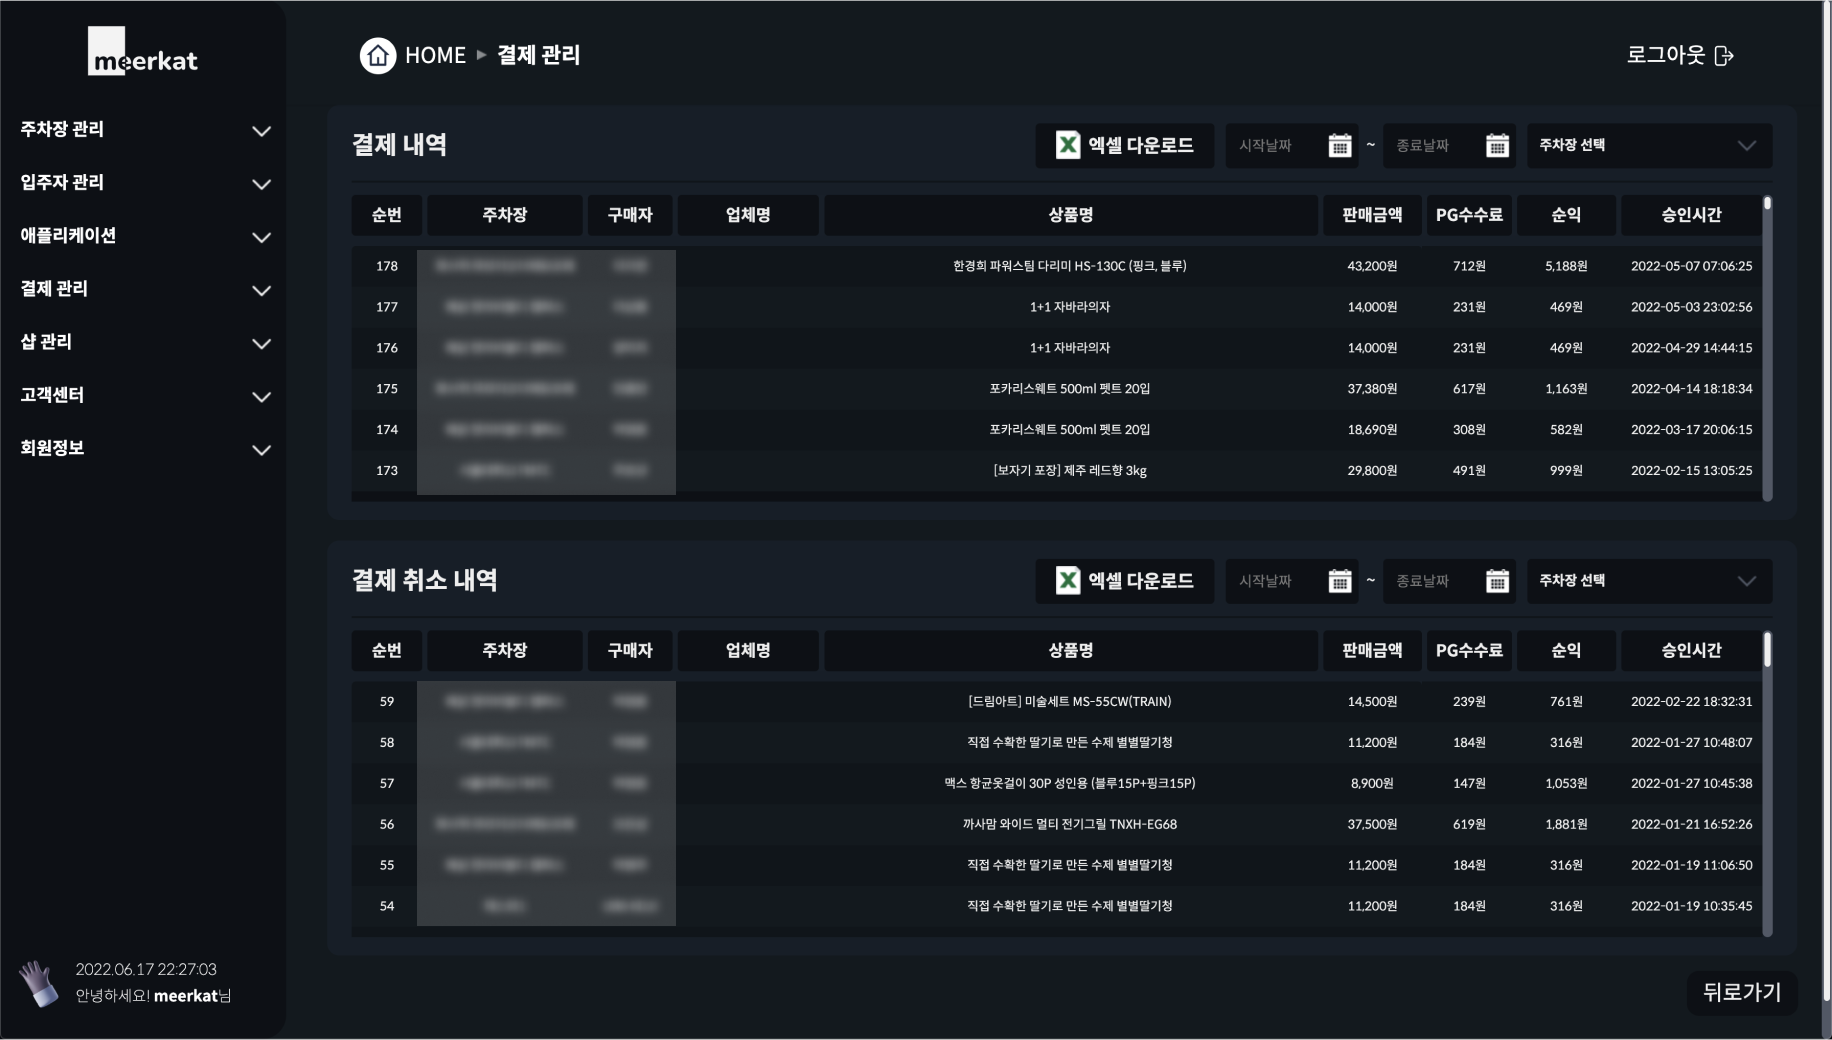 meerkat
HOME ▸ 결제 관리
로그아웃
주차장 관리
입주자 관리
애플리케이션
결제 관리
샵 관리
고객센터
회원정보
결제 내역
엑셀 다운로드
시작날짜 ~ 종료날짜
주차장 선택
순번 주차장 구매자 업체명 상품명 판매금액 PG수수료 순익 승인시간
178 한경희 파워스팀 다리미 HS-130C (핑크, 블루) 43,200원 712원 5,188원 2022-05-07 07:06:25
177 1+1 자바라의자 14,000원 231원 469원 2022-05-03 23:02:56
176 1+1 자바라의자 14,000원 231원 469원 2022-04-29 14:44:15
175 포카리스웨트 500ml 펫트 20입 37,380원 617원 1,163원 2022-04-14 18:18:34
174 포카리스웨트 500ml 펫트 20입 18,690원 308원 582원 2022-03-17 20:06:15
173 [보자기 포장] 제주 레드향 3kg 29,800원 491원 999원 2022-02-15 13:05:25
결제 취소 내역
엑셀 다운로드
시작날짜 ~ 종료날짜
주차장 선택
순번 주차장 구매자 업체명 상품명 판매금액 PG수수료 순익 승인시간
59 [드림아트] 미술세트 MS-55CW(TRAIN) 14,500원 239원 761원 2022-02-22 18:32:31
58 직접 수확한 딸기로 만든 수제 별별딸기청 11,200원 184원 316원 2022-01-27 10:48:07
57 맥스 항균옷걸이 30P 성인용 (블루15P+핑크15P) 8,900원 147원 1,053원 2022-01-27 10:45:38
56 까사맘 와이드 멀티 전기그릴 TNXH-EG68 37,500원 619원 1,881원 2022-01-21 16:52:26
55 직접 수확한 딸기로 만든 수제 별별딸기청 11,200원 184원 316원 2022-01-19 11:06:50
54 직접 수확한 딸기로 만든 수제 별별딸기청 11,200원 184원 316원 2022-01-19 10:35:45
2022.06.17 22:27:03
안녕하세요! meerkat님
뒤로가기